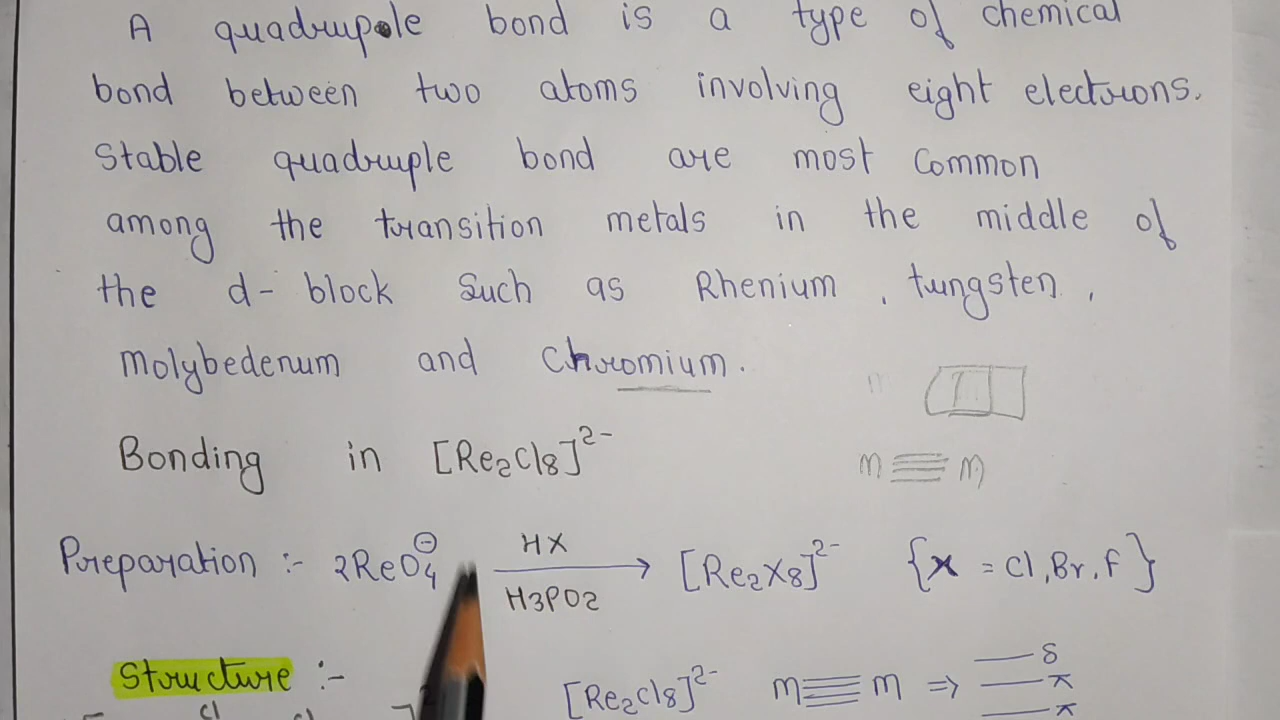 A quadrupole bond is a type of chemical
bond between two atoms involving eight electrons.
Stable quadruple bond are most common
among the transition metals in the middle of
the d-block such as Rhenium, tungsten,
Molybedenum and Chromium.
Bonding in [Re₂Cl₈]²⁻
m ≣ m
Preparation :- 2ReO₄⊖ HX → H3PO2 [Re₂X₈]²⁻ {X = Cl, Br, F}
Structure :- [Re₂Cl₈]²⁻ m ≣ m ⇒ — δ
— π
— π
Cl